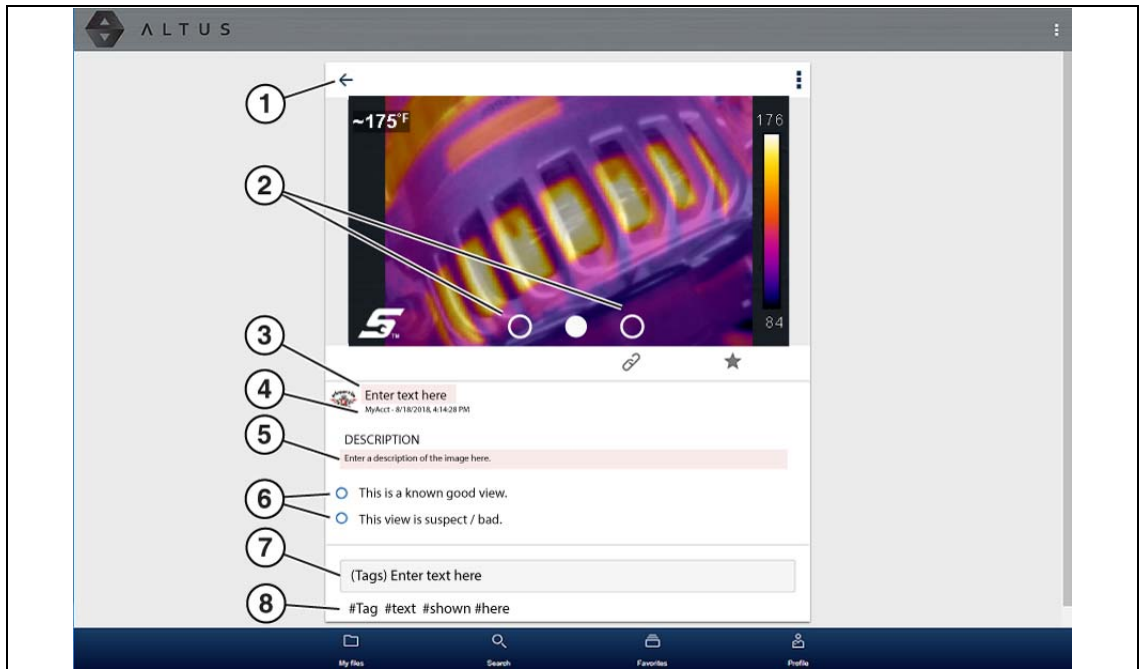 ALTUS
1
~175°F
176
2
84
3
Enter text here
4
MyAcct - 8/18/2018, 4:14:28 PM
DESCRIPTION
5
Enter a description of the image here.
6
This is a known good view.
This view is suspect / bad.
7
(Tags) Enter text here
8
#Tag #text #shown #here
My files Search Favorites Profile